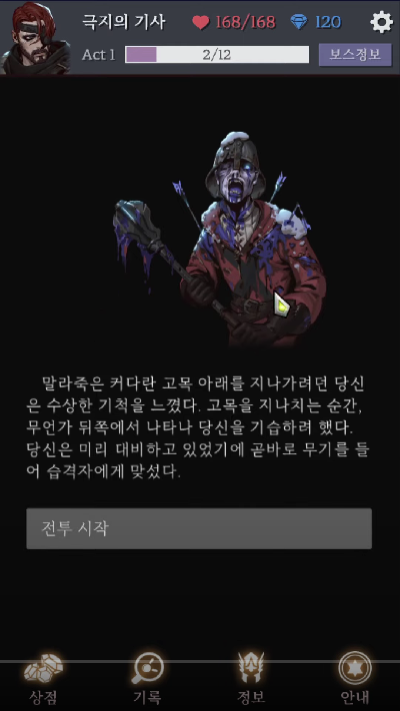 극지의 기사
168/168
120
Act 1
2/12
보스정보
말라죽은 커다란 고목 아래를 지나가려던 당신
은 수상한 기척을 느꼈다. 고목을 지나치는 순간,
무언가 뒤쪽에서 나타나 당신을 기습하려 했다.
당신은 미리 대비하고 있었기에 곧바로 무기를 들
어 습격자에게 맞섰다.
전투 시작
상점
기록
정보
안내